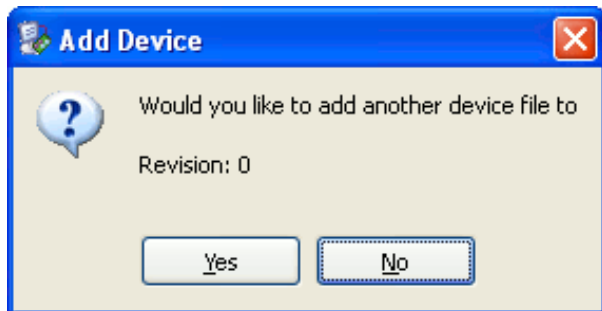 Add Device
Would you like to add another device file to
Revision: 0
Yes
No